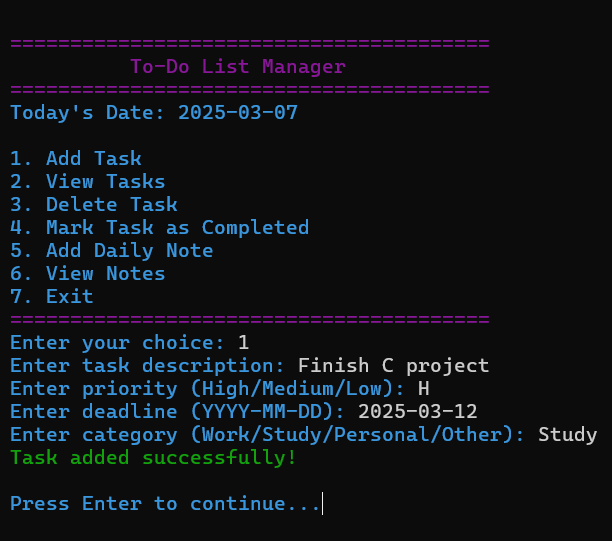 ========================================
To-Do List Manager
========================================
Today's Date: 2025-03-07
1. Add Task
2. View Tasks
3. Delete Task
4. Mark Task as Completed
5. Add Daily Note
6. View Notes
7. Exit
========================================
Enter your choice: 1
Enter task description: Finish C project
Enter priority (High/Medium/Low): H
Enter deadline (YYYY-MM-DD): 2025-03-12
Enter category (Work/Study/Personal/Other): Study
Task added successfully!
Press Enter to continue...